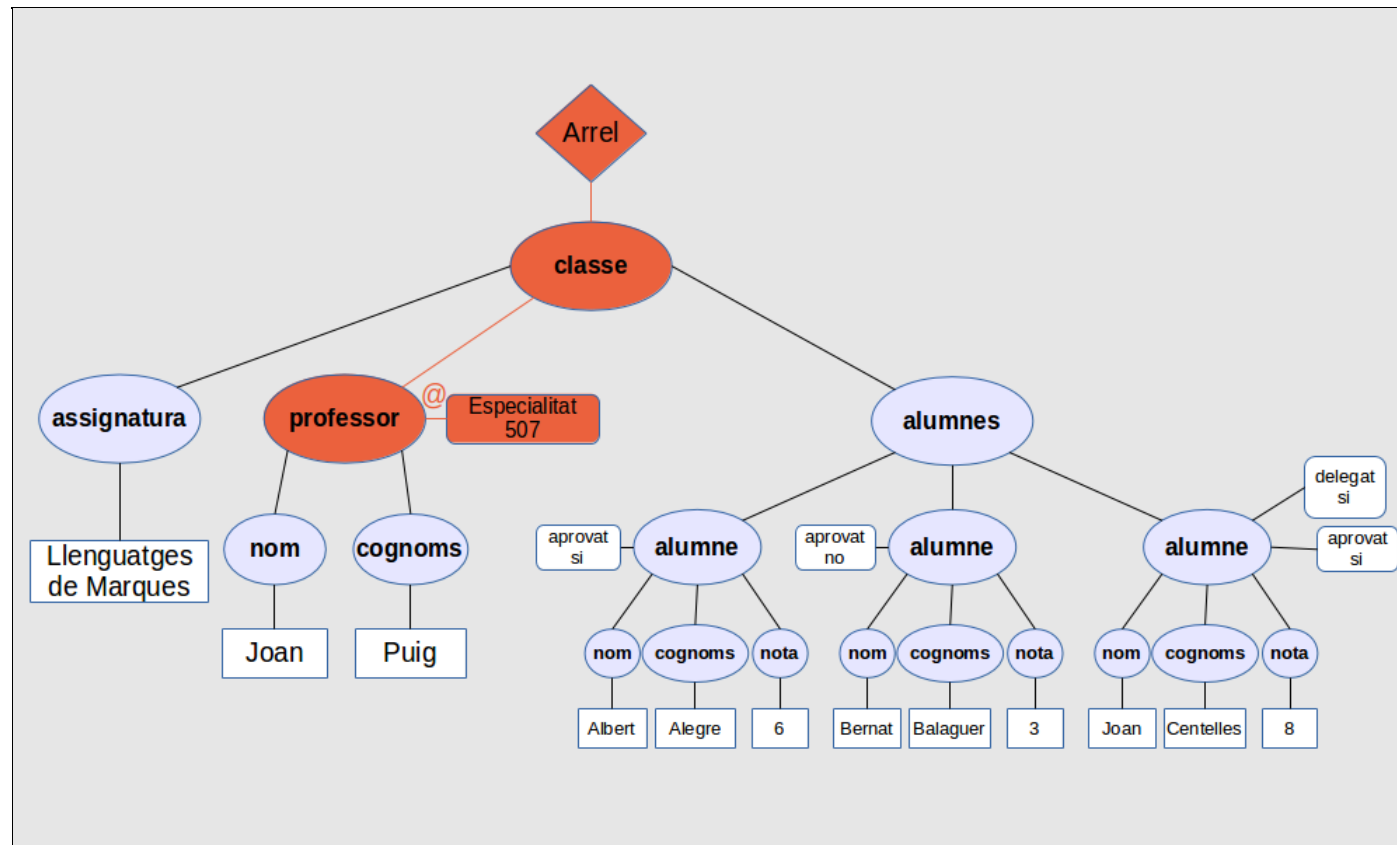 Arrel
classe
assignatura
professor
@
Especialitat
507
alumnes
Llenguatges
de Marques
nom
cognoms
Joan
Puig
aprovat
si
alumne
aprovat
no
alumne
alumne
delegat
si
aprovat
si
nom
cognoms
nota
nom
cognoms
nota
nom
cognoms
nota
Albert
Alegre
6
Bernat
Balaguer
3
Joan
Centelles
8